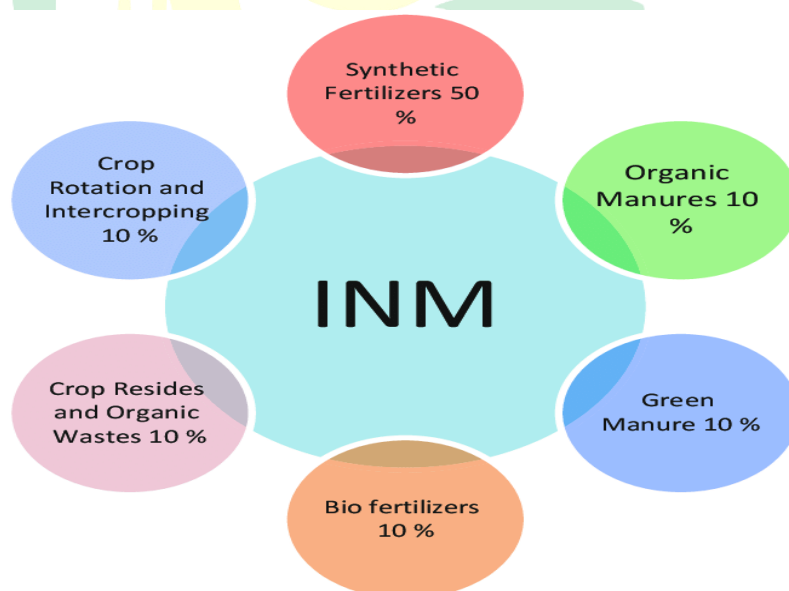 Synthetic
Fertilizers 50
%
Crop
Rotation and
Intercropping
10 %
Organic
Manures 10
%
INM
Crop Resides
and Organic
Wastes 10 %
Green
Manure 10 %
Bio fertilizers
10 %